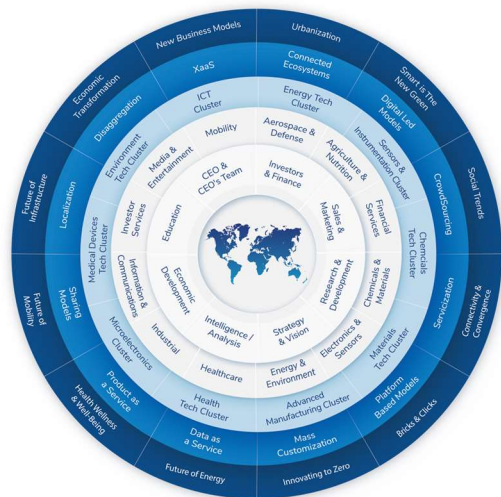 New Business Models
Urbanization
Smart is The
New Green
Social Trends
Connectivity &
Convergence
Bricks & Clicks
Innovating to Zero
Future of Energy
Health Wellness
& Well-Being
Future of
Mobility
Future of
Infrastructure
Economic
Transformation
XaaS
Connected
Ecosystems
Digital Led
Models
CrowdSourcing
Servicization
Platform
Based Models
Mass
Customization
Data as
a Service
Product as
a Service
Sharing
Models
Localization
Disaggregation
ICT
Cluster
Energy Tech
Cluster
Sensors &
Instrumentation Cluster
Chemcials
Tech Cluster
Materials
Tech Cluster
Advanced
Manufacturing Cluster
Health
Tech Cluster
Microelectronics
Cluster
Medical Devices
Tech Cluster
Environment
Tech Cluster
Mobility
Aerospace &
Defense
Agriculture &
Nutrition
Financial
Services
Chemicals &
Materials
Electronics &
Sensors
Energy &
Environment
Healthcare
Industrial
Information &
Communications
Investor
Services
Media &
Entertainment
CEO &
CEO's Team
Investors
& Finance
Sales &
Marketing
Research &
Development
Strategy
& Vision
Intelligence /
Analysis
Economic
Development
Education